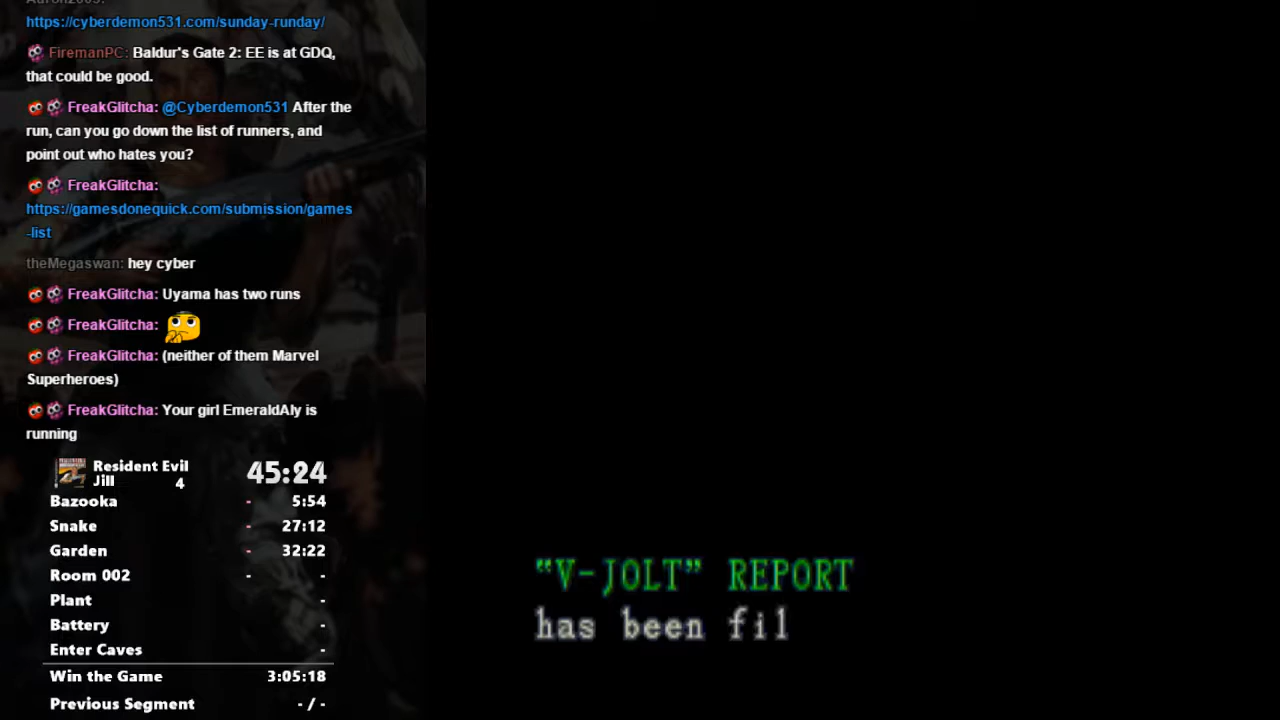 https://cyberdemon531.com/sunday-runday/
FiremanPC: Baldur's Gate 2: EE is at GDQ,
that could be good.
FreakGlitcha: @Cyberdemon531 After the
run, can you go down the list of runners, and
point out who hates you?
FreakGlitcha:
https://gamesdonequick.com/submission/games
-list
theMegaswan: hey cyber
FreakGlitcha: Uyama has two runs
FreakGlitcha:
FreakGlitcha: (neither of them Marvel
Superheroes)
FreakGlitcha: Your girl EmeraldAly is
running
Resident Evil
Jill 4
45:24
Bazooka - 5:54
Snake - 27:12
Garden - 32:22
Room 002 - -
Plant -
Battery -
Enter Caves -
Win the Game 3:05:18
Previous Segment - / -
“V-JOLT” REPORT
has been fil